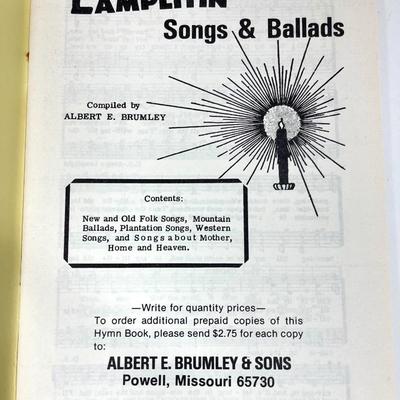 LAMPLITIN'
Songs & Ballads
Compiled by
ALBERT E. BRUMLEY
Contents:
New and Old Folk Songs, Mountain
Ballads, Plantation Songs, Western
Songs, and Songs about Mother,
Home and Heaven.
—Write for quantity prices—
To order additional prepaid copies of this
Hymn Book, please send $2.75 for each copy
to:
ALBERT E. BRUMLEY & SONS
Powell, Missouri 65730